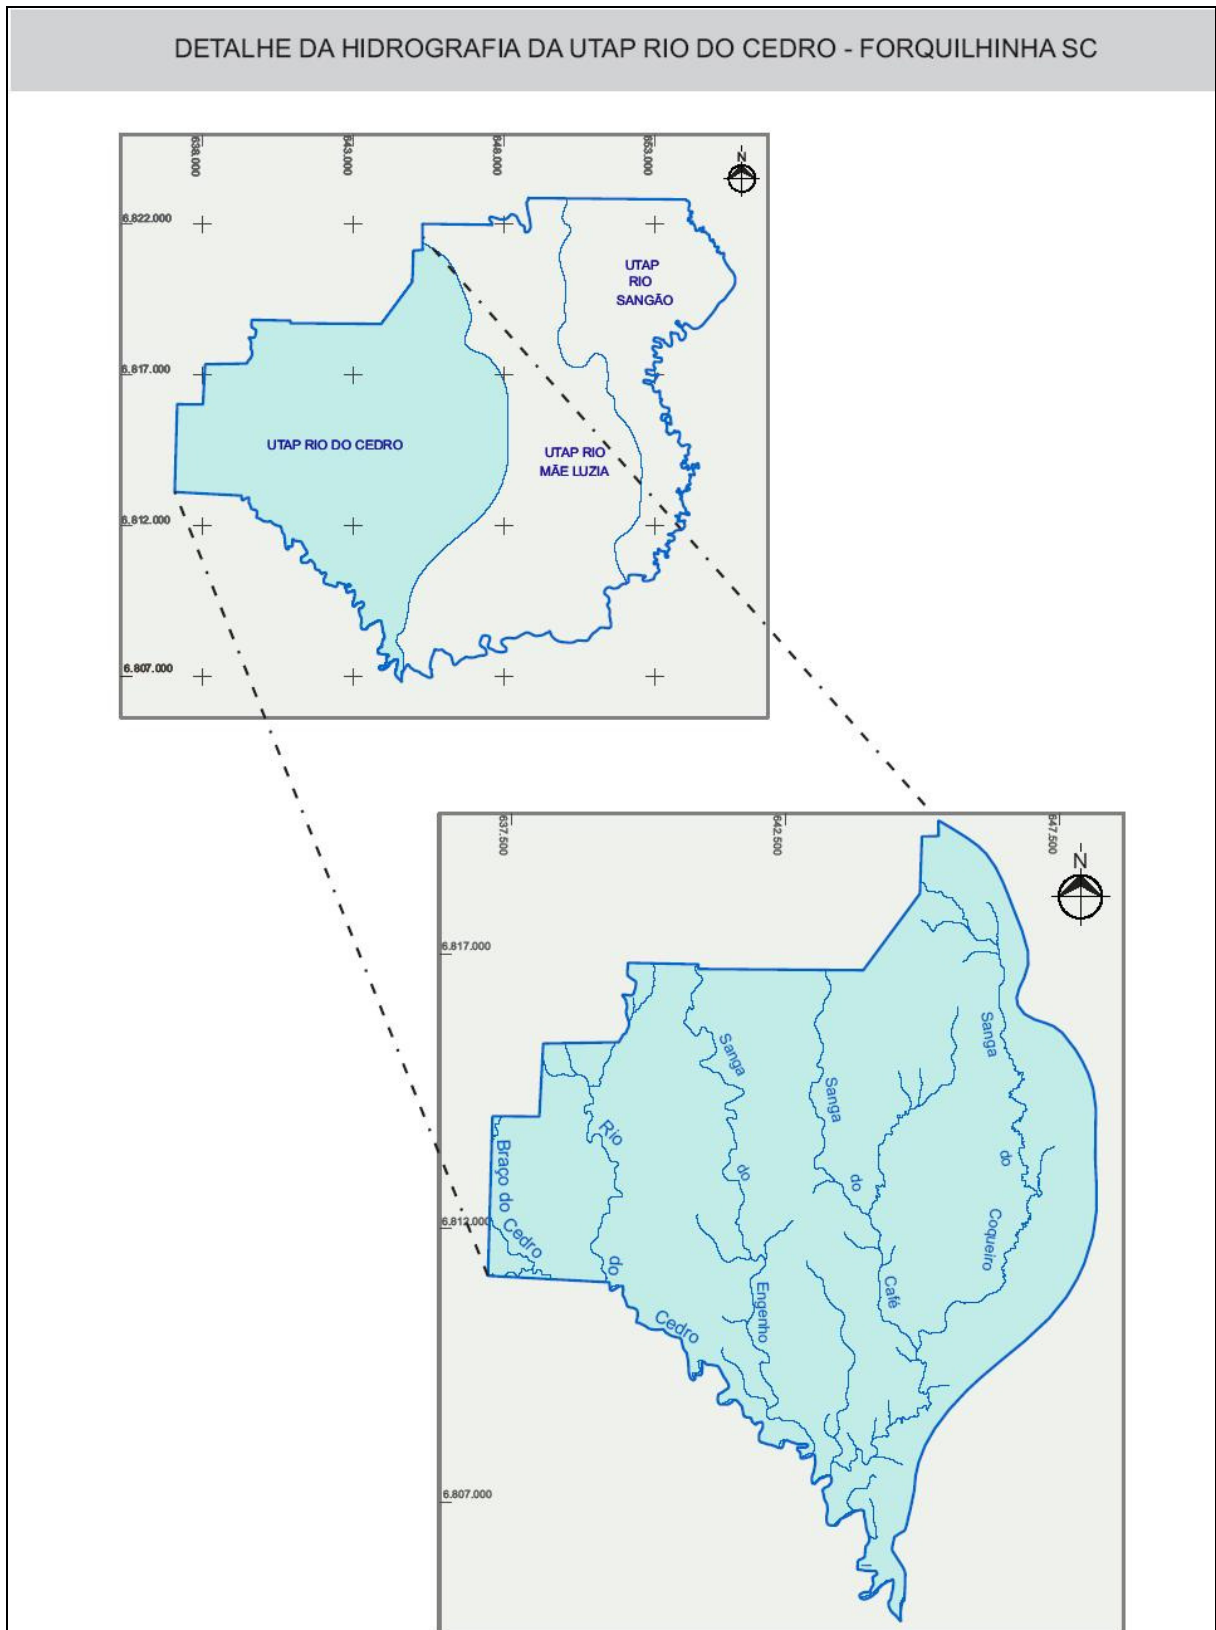 DETALHE DA HIDROGRAFIA DA UTAP RIO DO CEDRO - FORQUILHINHA SC
638.000
643.000
648.000
653.000
N
6.822.000
UTAP
RIO
SANGÃO
6.817.000
UTAP RIO DO CEDRO
UTAP RIO
MÃE LUZIA
6.812.000
6.807.000
637.500
642.500
647.500
N
6.817.000
Sanga
do
Coqueiro
Sanga
do
Café
Sanga
do
Engenho
Rio
do
Cedro
Braço do Cedro
6.812.000
6.807.000